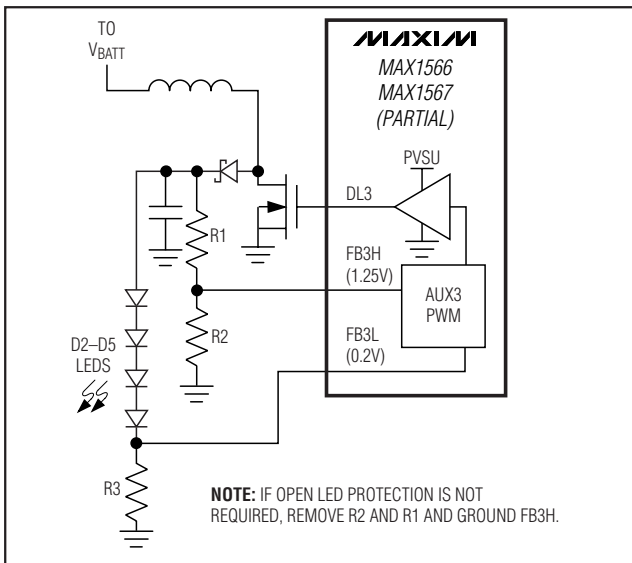 TO
VBATT
MAXIM
MAX1566
MAX1567
(PARTIAL)
PVSU
DL3
R1
FB3H
(1.25V)
AUX3
PWM
R2
FB3L
(0.2V)
D2–D5
LEDS
R3
NOTE: IF OPEN LED PROTECTION IS NOT
REQUIRED, REMOVE R2 AND R1 AND GROUND FB3H.